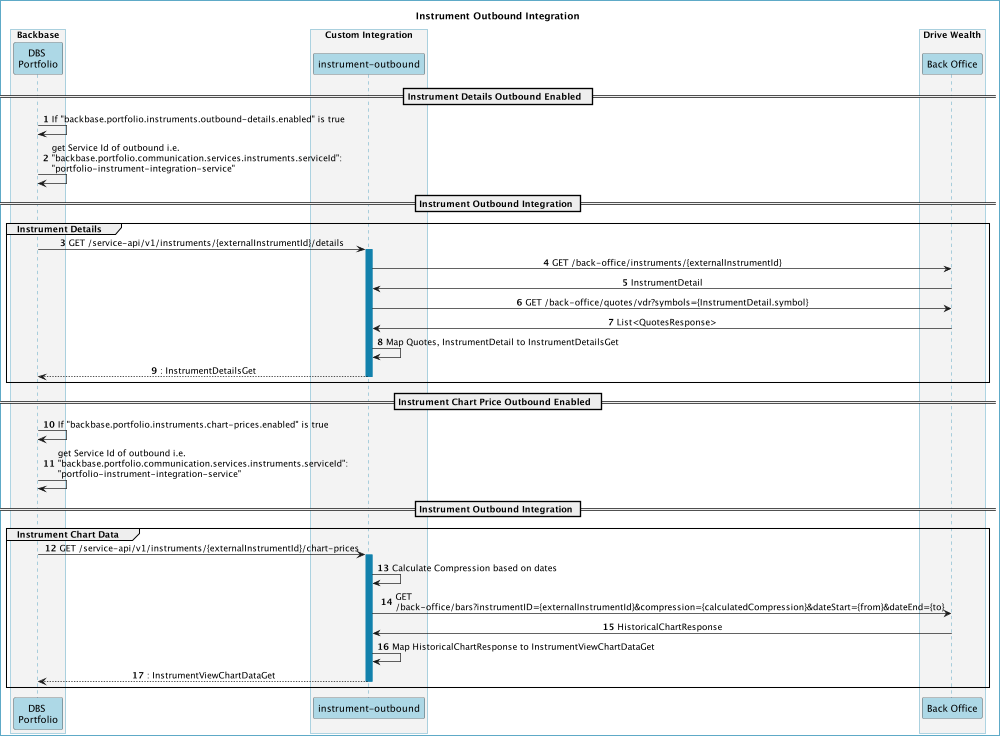 Instrument Outbound Integration
Backbase
Custom Integration
Drive Wealth
DBS
Portfolio
instrument-outbound
Back Office
Instrument Details Outbound Enabled
1 If "backbase.portfolio.instruments.outbound-details.enabled" is true
get Service Id of outbound i.e.
2 "backbase.portfolio.communication.services.instruments.serviceId":
"portfolio-instrument-integration-service"
Instrument Outbound Integration
Instrument Details
3 GET /service-api/v1/instruments/{externalInstrumentId}/details
4 GET /back-office/instruments/{externalInstrumentId}
5 InstrumentDetail
6 GET /back-office/quotes/vdr?symbols={InstrumentDetail.symbol}
7 List<QuotesResponse>
8 Map Quotes, InstrumentDetail to InstrumentDetailsGet
9 : InstrumentDetailsGet
Instrument Chart Price Outbound Enabled
10 If "backbase.portfolio.instruments.chart-prices.enabled" is true
get Service Id of outbound i.e.
11 "backbase.portfolio.communication.services.instruments.serviceId":
"portfolio-instrument-integration-service"
Instrument Outbound Integration
Instrument Chart Data
12 GET /service-api/v1/instruments/{externalInstrumentId}/chart-prices
13 Calculate Compression based on dates
14 GET
/back-office/bars?instrumentID={externalInstrumentId}&compression={calculatedCompression}&dateStart={from}&dateEnd={to}
15 HistoricalChartResponse
16 Map HistoricalChartResponse to InstrumentViewChartDataGet
17 : InstrumentViewChartDataGet
DBS
Portfolio
instrument-outbound
Back Office